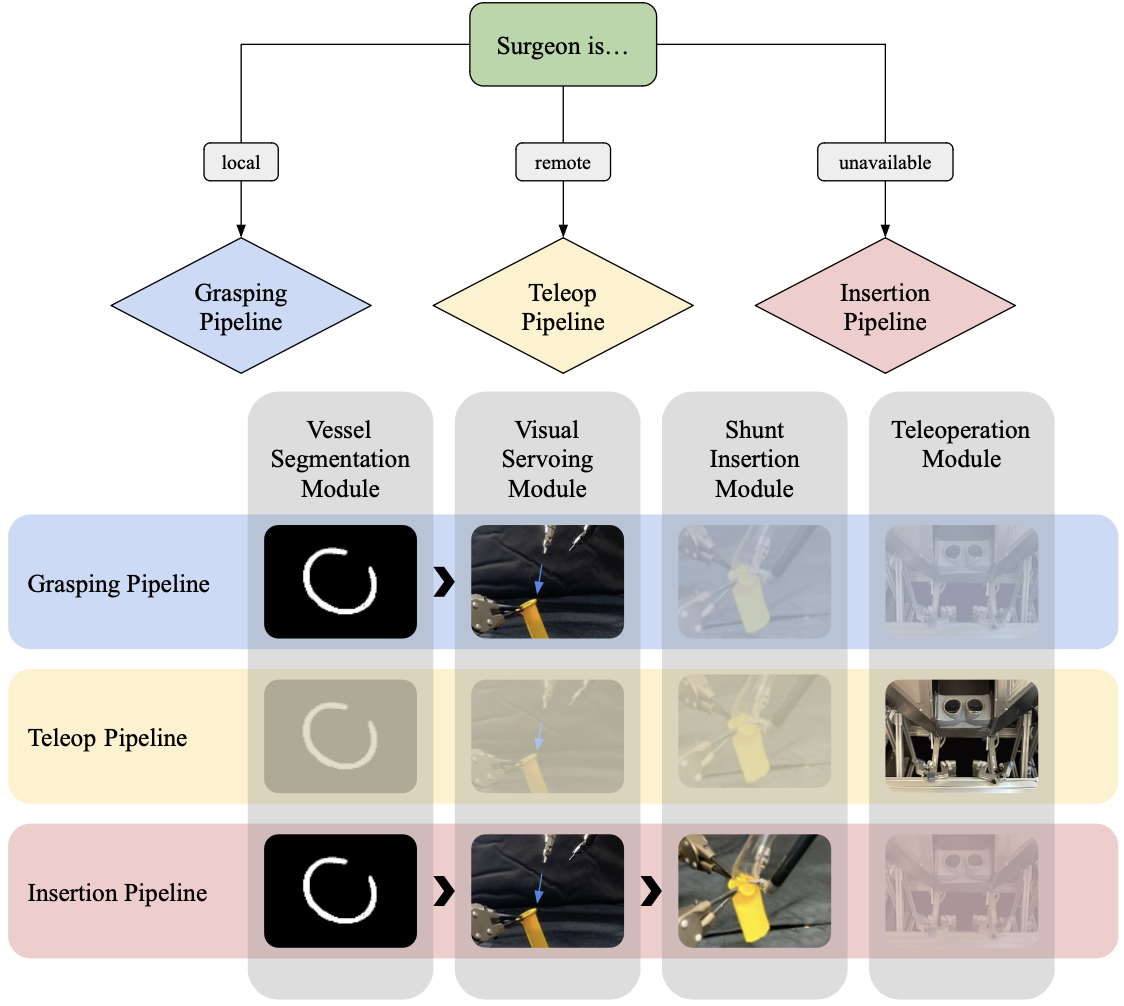 Surgeon is…
local
remote
unavailable
Grasping
Pipeline
Teleop
Pipeline
Insertion
Pipeline
Vessel
Segmentation
Module
Visual
Servoing
Module
Shunt
Insertion
Module
Teleoperation
Module
Grasping Pipeline
Teleop Pipeline
Insertion Pipeline